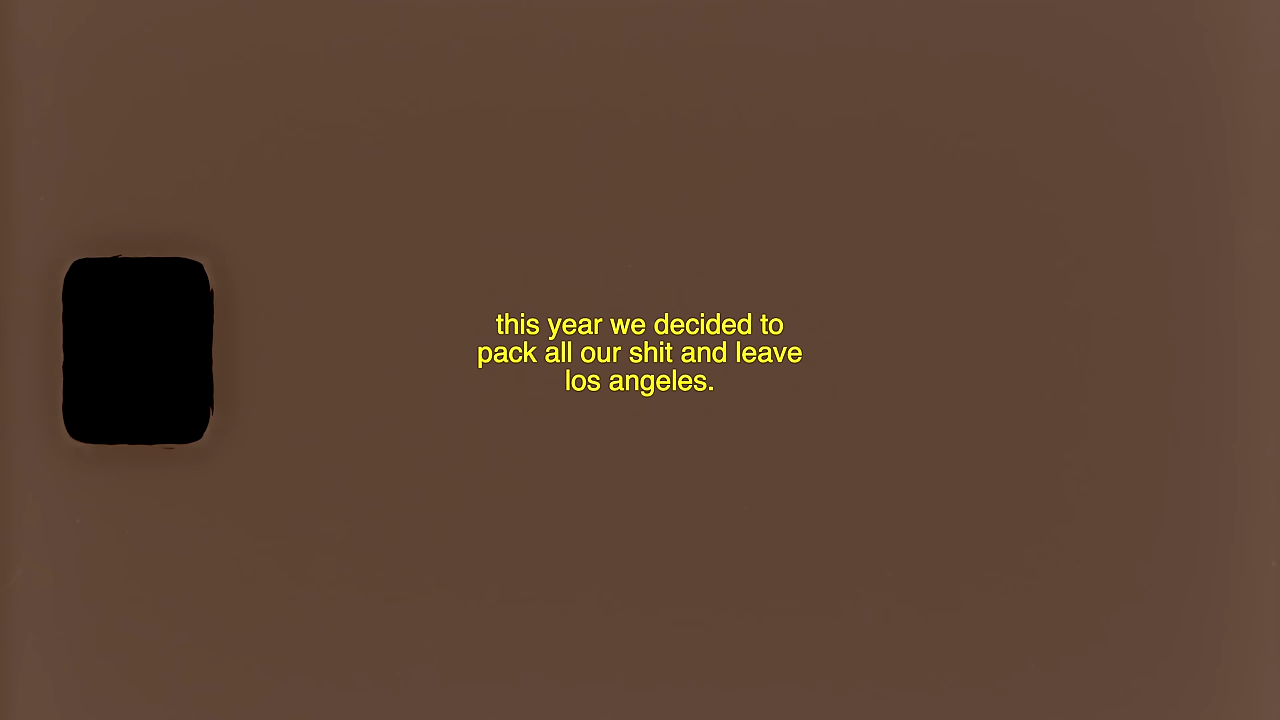 this year we decided to
pack all our shit and leave
los angeles.